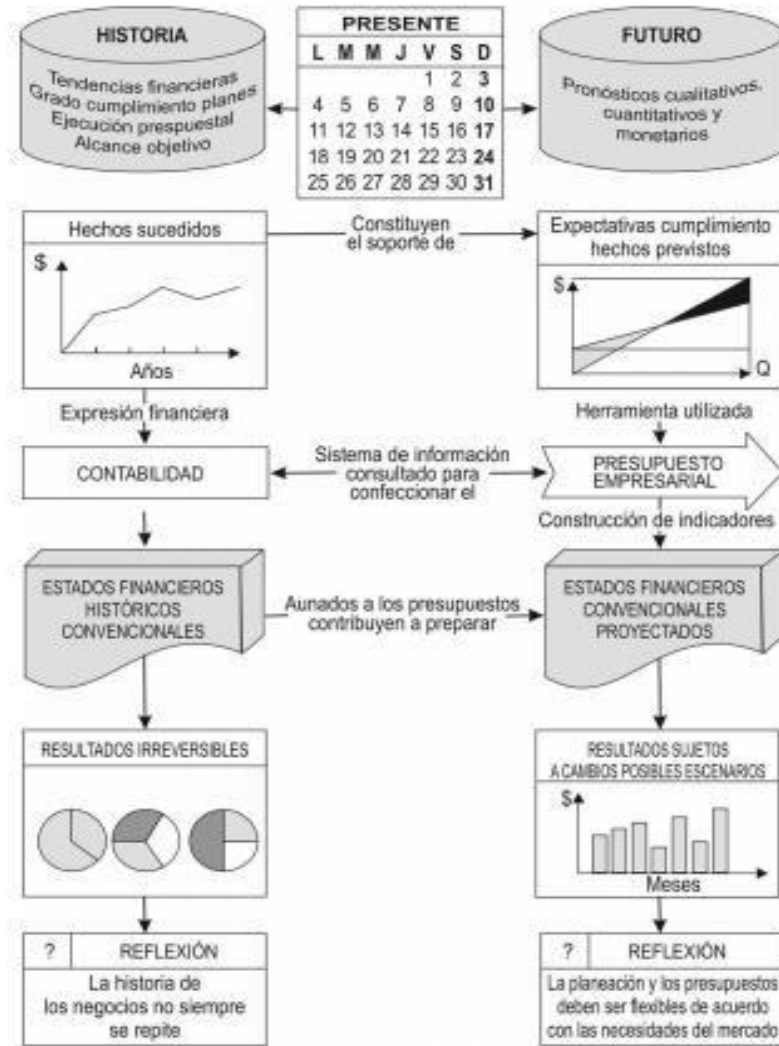 HISTORIA
Tendencias financieras
Grado cumplimiento planes
Ejecución prespuestal
Alcance objetivo
PRESENTE
L M M J V S D
1 2 3
4 5 6 7 8 9 10
11 12 13 14 15 16 17
18 19 20 21 22 23 24
25 26 27 28 29 30 31
FUTURO
Pronósticos cualitativos,
cuantitativos y
monetarios
Hechos sucedidos
$
Años
Constituyen
el soporte de
Expectativas cumplimiento
hechos previstos
$
Q
Expresión financiera
Herramienta utilizada
CONTABILIDAD
Sistema de información
consultado para
confeccionar el
PRESUPUESTO
EMPRESARIAL
Construcción de indicadores
ESTADOS FINANCIEROS
HISTÓRICOS
CONVENCIONALES
Aunados a los presupuestos
contribuyen a preparar
ESTADOS FINANCIEROS
CONVENCIONALES
PROYECTADOS
RESULTADOS IRREVERSIBLES
RESULTADOS SUJETOS
A CAMBIOS POSIBLES ESCENARIOS
$
Meses
? REFLEXIÓN
La historia de
los negocios no siempre
se repite
? REFLEXIÓN
La planeación y los presupuestos
deben ser flexibles de acuerdo
con las necesidades del mercado